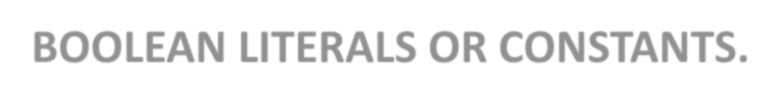 BOOLEAN LITERALS OR CONSTANTS.